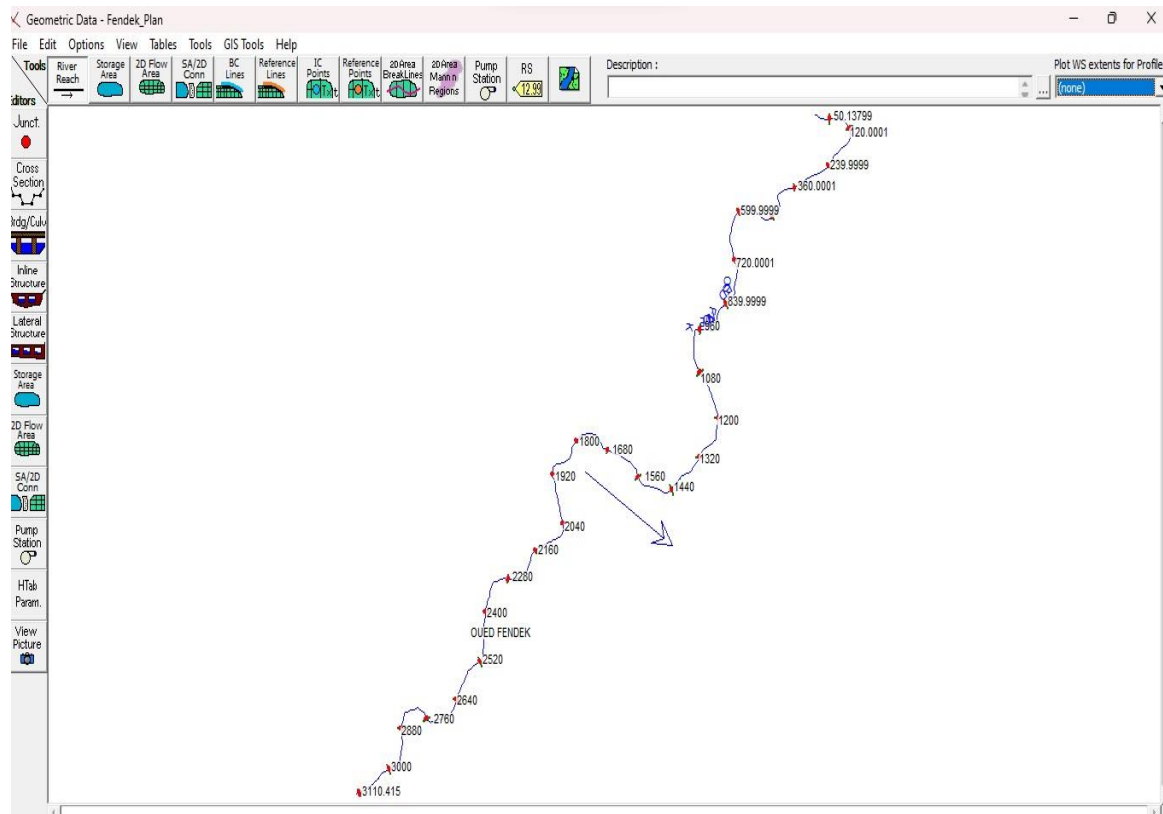 Geometric Data - Fendek_Plan
File Edit Options View Tables Tools GIS Tools Help
Tools
Editors
River Reach
Storage Area
2D Flow Area
SA/2D Conn
BC Lines
Reference Lines
IC Points
Reference Points
2D Area BreakLines
2D Area Mann n Regions
Pump Station
RS
12.99
Description :
...
Plot WS extents for Profile
(none)
Junct.
Cross Section
Brdg/Culv
Inline Structure
Lateral Structure
Storage Area
2D Flow Area
SA/2D Conn
Pump Station
HTab Param.
View Picture
50.13799
120.0001
239.9999
360.0001
599.9999
720.0001
839.9999
960
1080
1200
1320
1440
1560
1680
1800
1920
2040
2160
2280
2400
OUED FENDEK
2520
2640
2760
2880
3000
3110.415